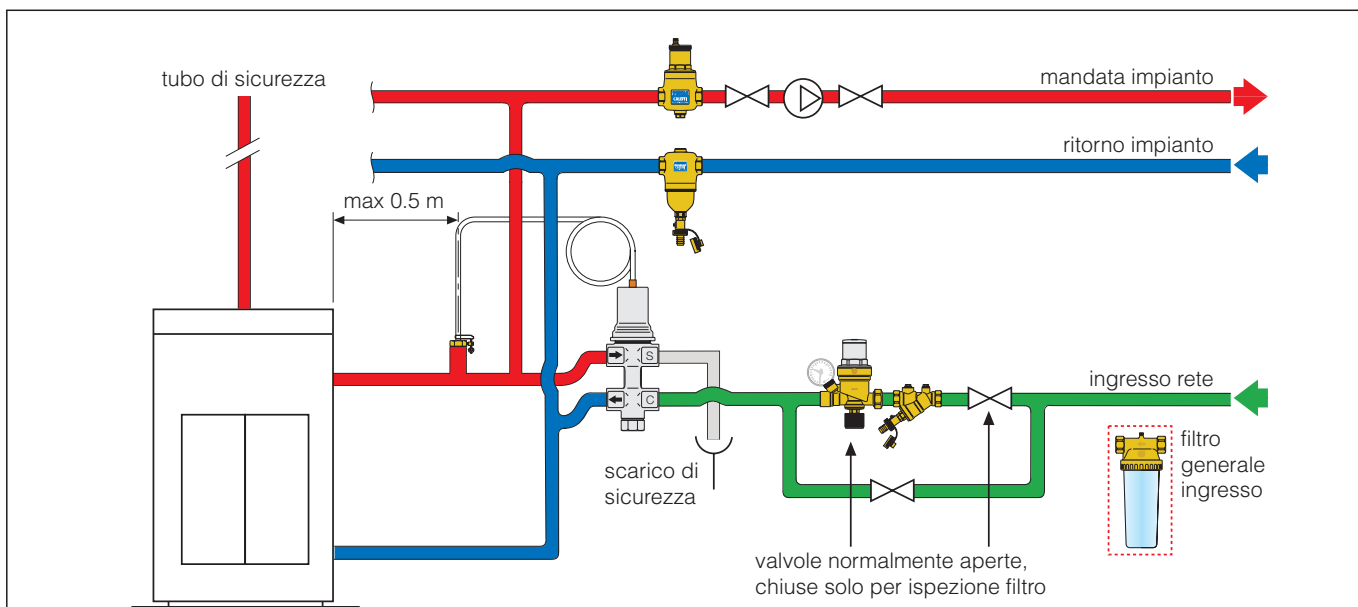 tubo di sicurezza
mandata impianto
CALEFFI
ritorno impianto
max 0.5 m
S
C
ingresso rete
scarico di
sicurezza
filtro
generale
ingresso
valvole normalmente aperte,
chiuse solo per ispezione filtro